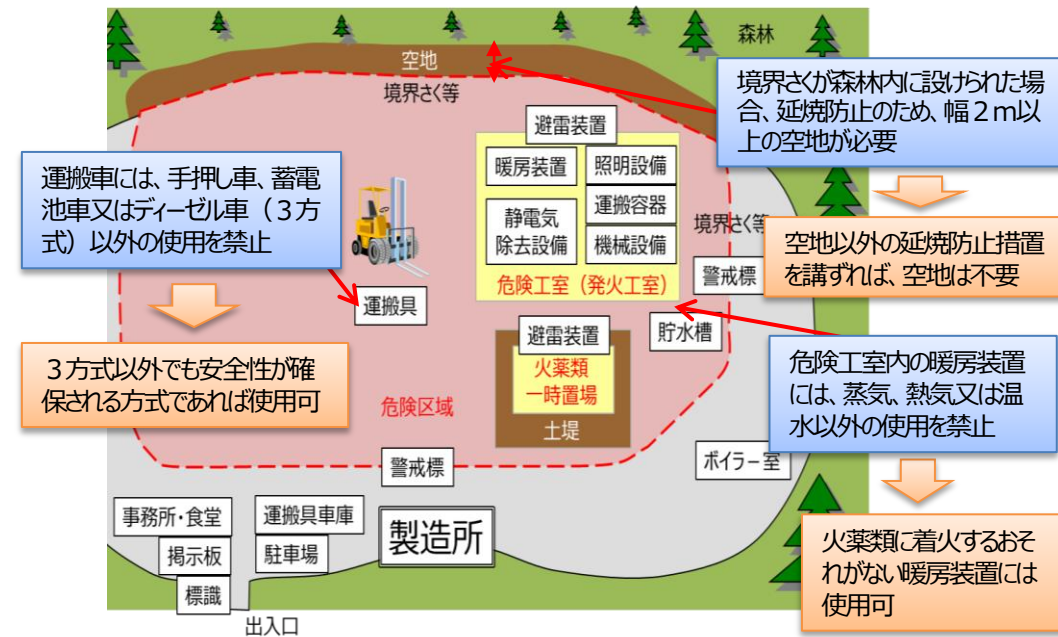 森林
空地
境界さく等
境界さくが森林内に設けられた場
合、延焼防止のため、幅２ｍ以
上の空地が必要
空地以外の延焼防止措置
を講ずれば、空地は不要
運搬車には、手押し車、蓄電
池車又はディーゼル車（３方
式）以外の使用を禁止
３方式以外でも安全性が確
保される方式であれば使用可
運搬具
避雷装置
暖房装置
照明設備
静電気
除去設備
運搬容器
機械設備
危険工室（発火工室）
境界さく等
警戒標
貯水槽
避雷装置
火薬類
一時置場
土堤
危険区域
警戒標
危険工室内の暖房装置
には、蒸気、熱気又は温
水以外の使用を禁止
火薬類に着火するおそ
れがない暖房装置には
使用可
ボイラー室
事務所・食堂
運搬具車庫
製造所
掲示板
駐車場
標識
出入口